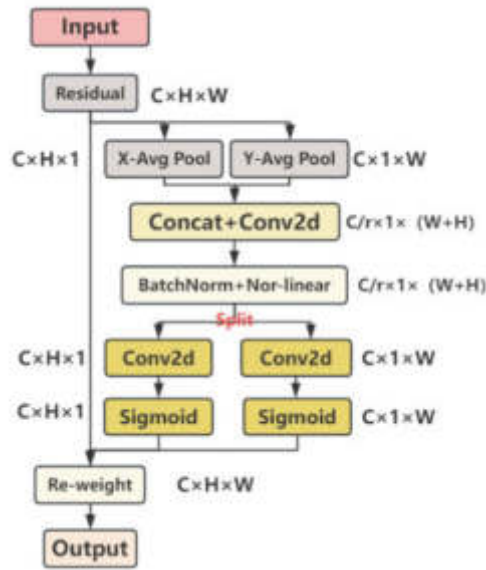 Input
Residual C×H×W
C×H×1 X-Avg Pool Y-Avg Pool C×1×W
Concat+Conv2d C/r×1× (W+H)
BatchNorm+Nor-linear C/r×1× (W+H)
Split
C×H×1 Conv2d Conv2d C×1×W
C×H×1 Sigmoid Sigmoid C×1×W
Re-weight C×H×W
Output